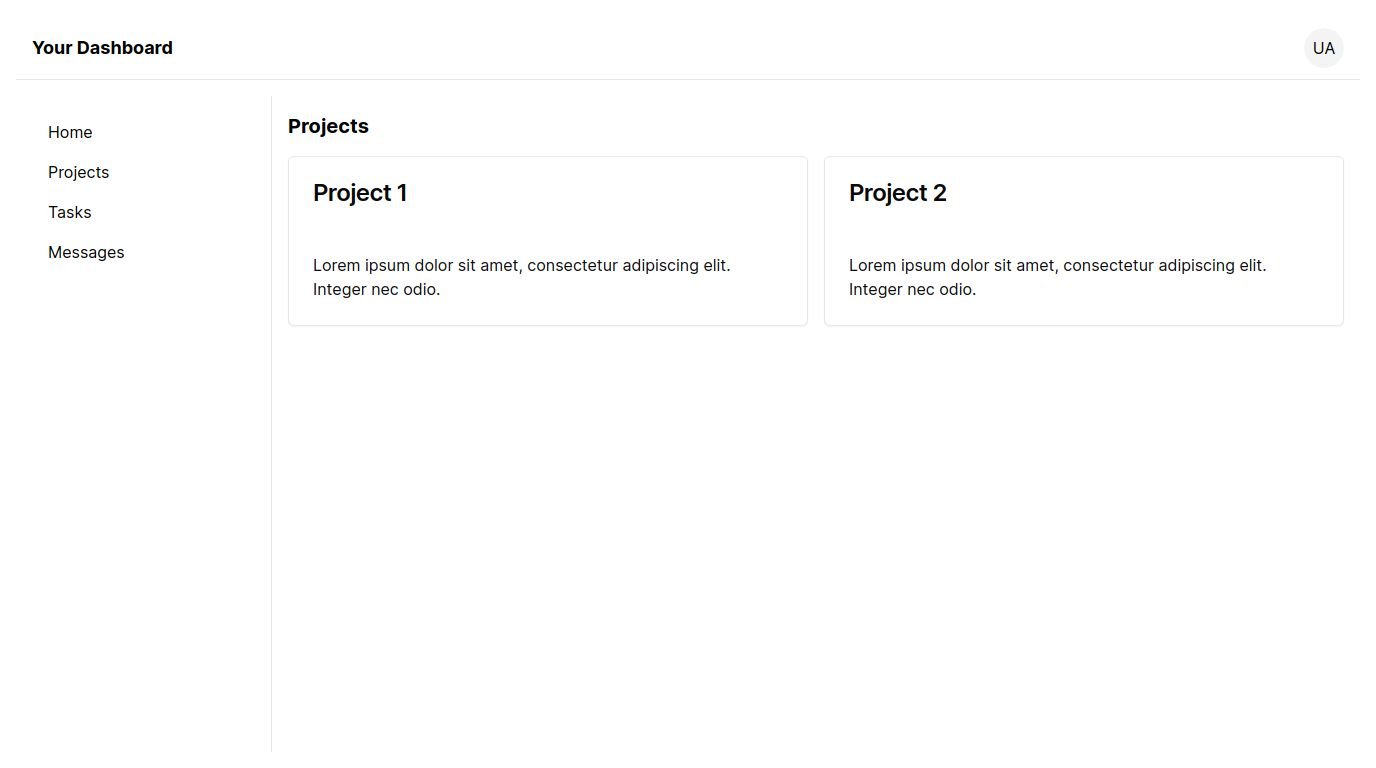 Your Dashboard
UA
Home
Projects
Tasks
Messages
Projects
Project 1
Lorem ipsum dolor sit amet, consectetur adipiscing elit.
Integer nec odio.
Project 2
Lorem ipsum dolor sit amet, consectetur adipiscing elit.
Integer nec odio.